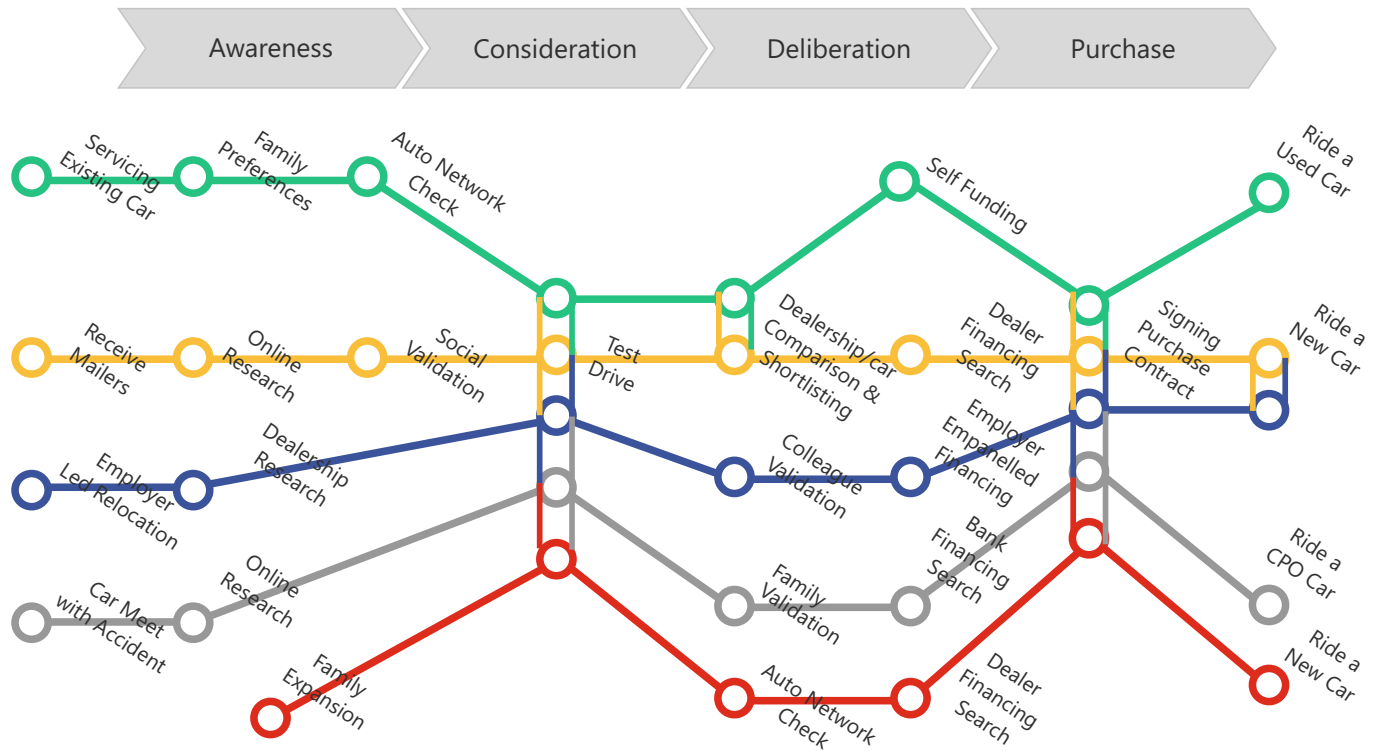 Awareness
Consideration
Deliberation
Purchase
Servicing
Existing Car
Family
Preferences
Auto Network
Check
Self Funding
Ride a
Used Car
Receive
Mailers
Online
Research
Social
Validation
Test
Drive
Dealership/car
Comparison &
Shortlisting
Dealer
Financing
Search
Signing
Purchase
Contract
Ride a
New Car
Employer
Led Relocation
Dealership
Research
Colleague
Validation
Employer
Empanelled
Financing
Car Meet
with Accident
Online
Research
Family
Validation
Bank
Financing
Search
Ride a
CPO Car
Family
Expansion
Auto Network
Check
Dealer
Financing
Search
Ride a
New Car